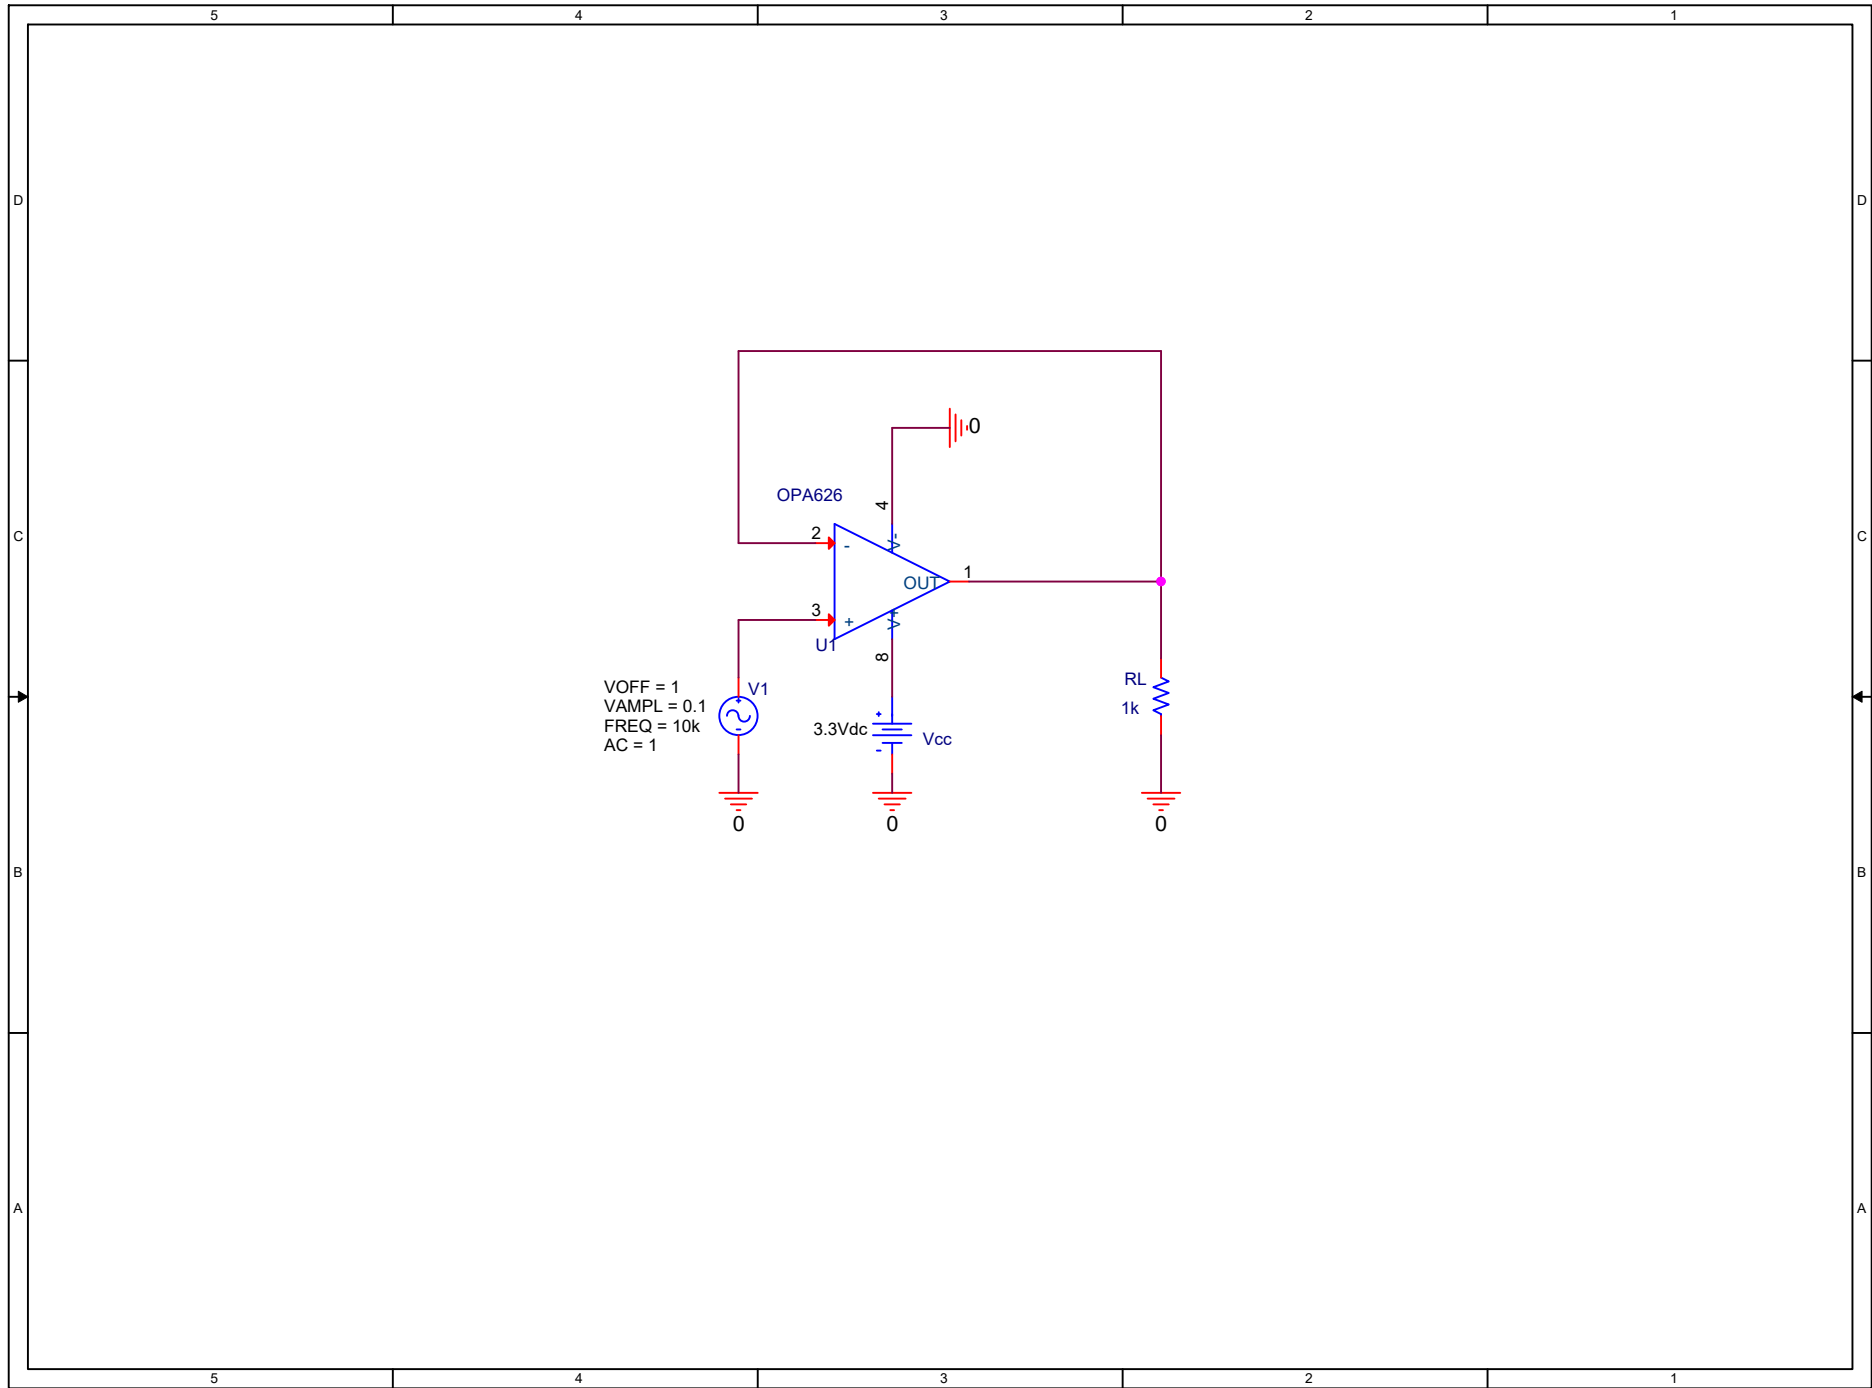 5 4 3 2 1
D D
0
OPA626
4
C C
2
-
V-
1
OUT
3
+
V+
U1
8
RL
VOFF = 1
V1
VAMPL = 0.1
1k
FREQ = 10k
+
3.3Vdc
Vcc
AC = 1
-
0 0 0
B B
A A
5 4 3 2 1